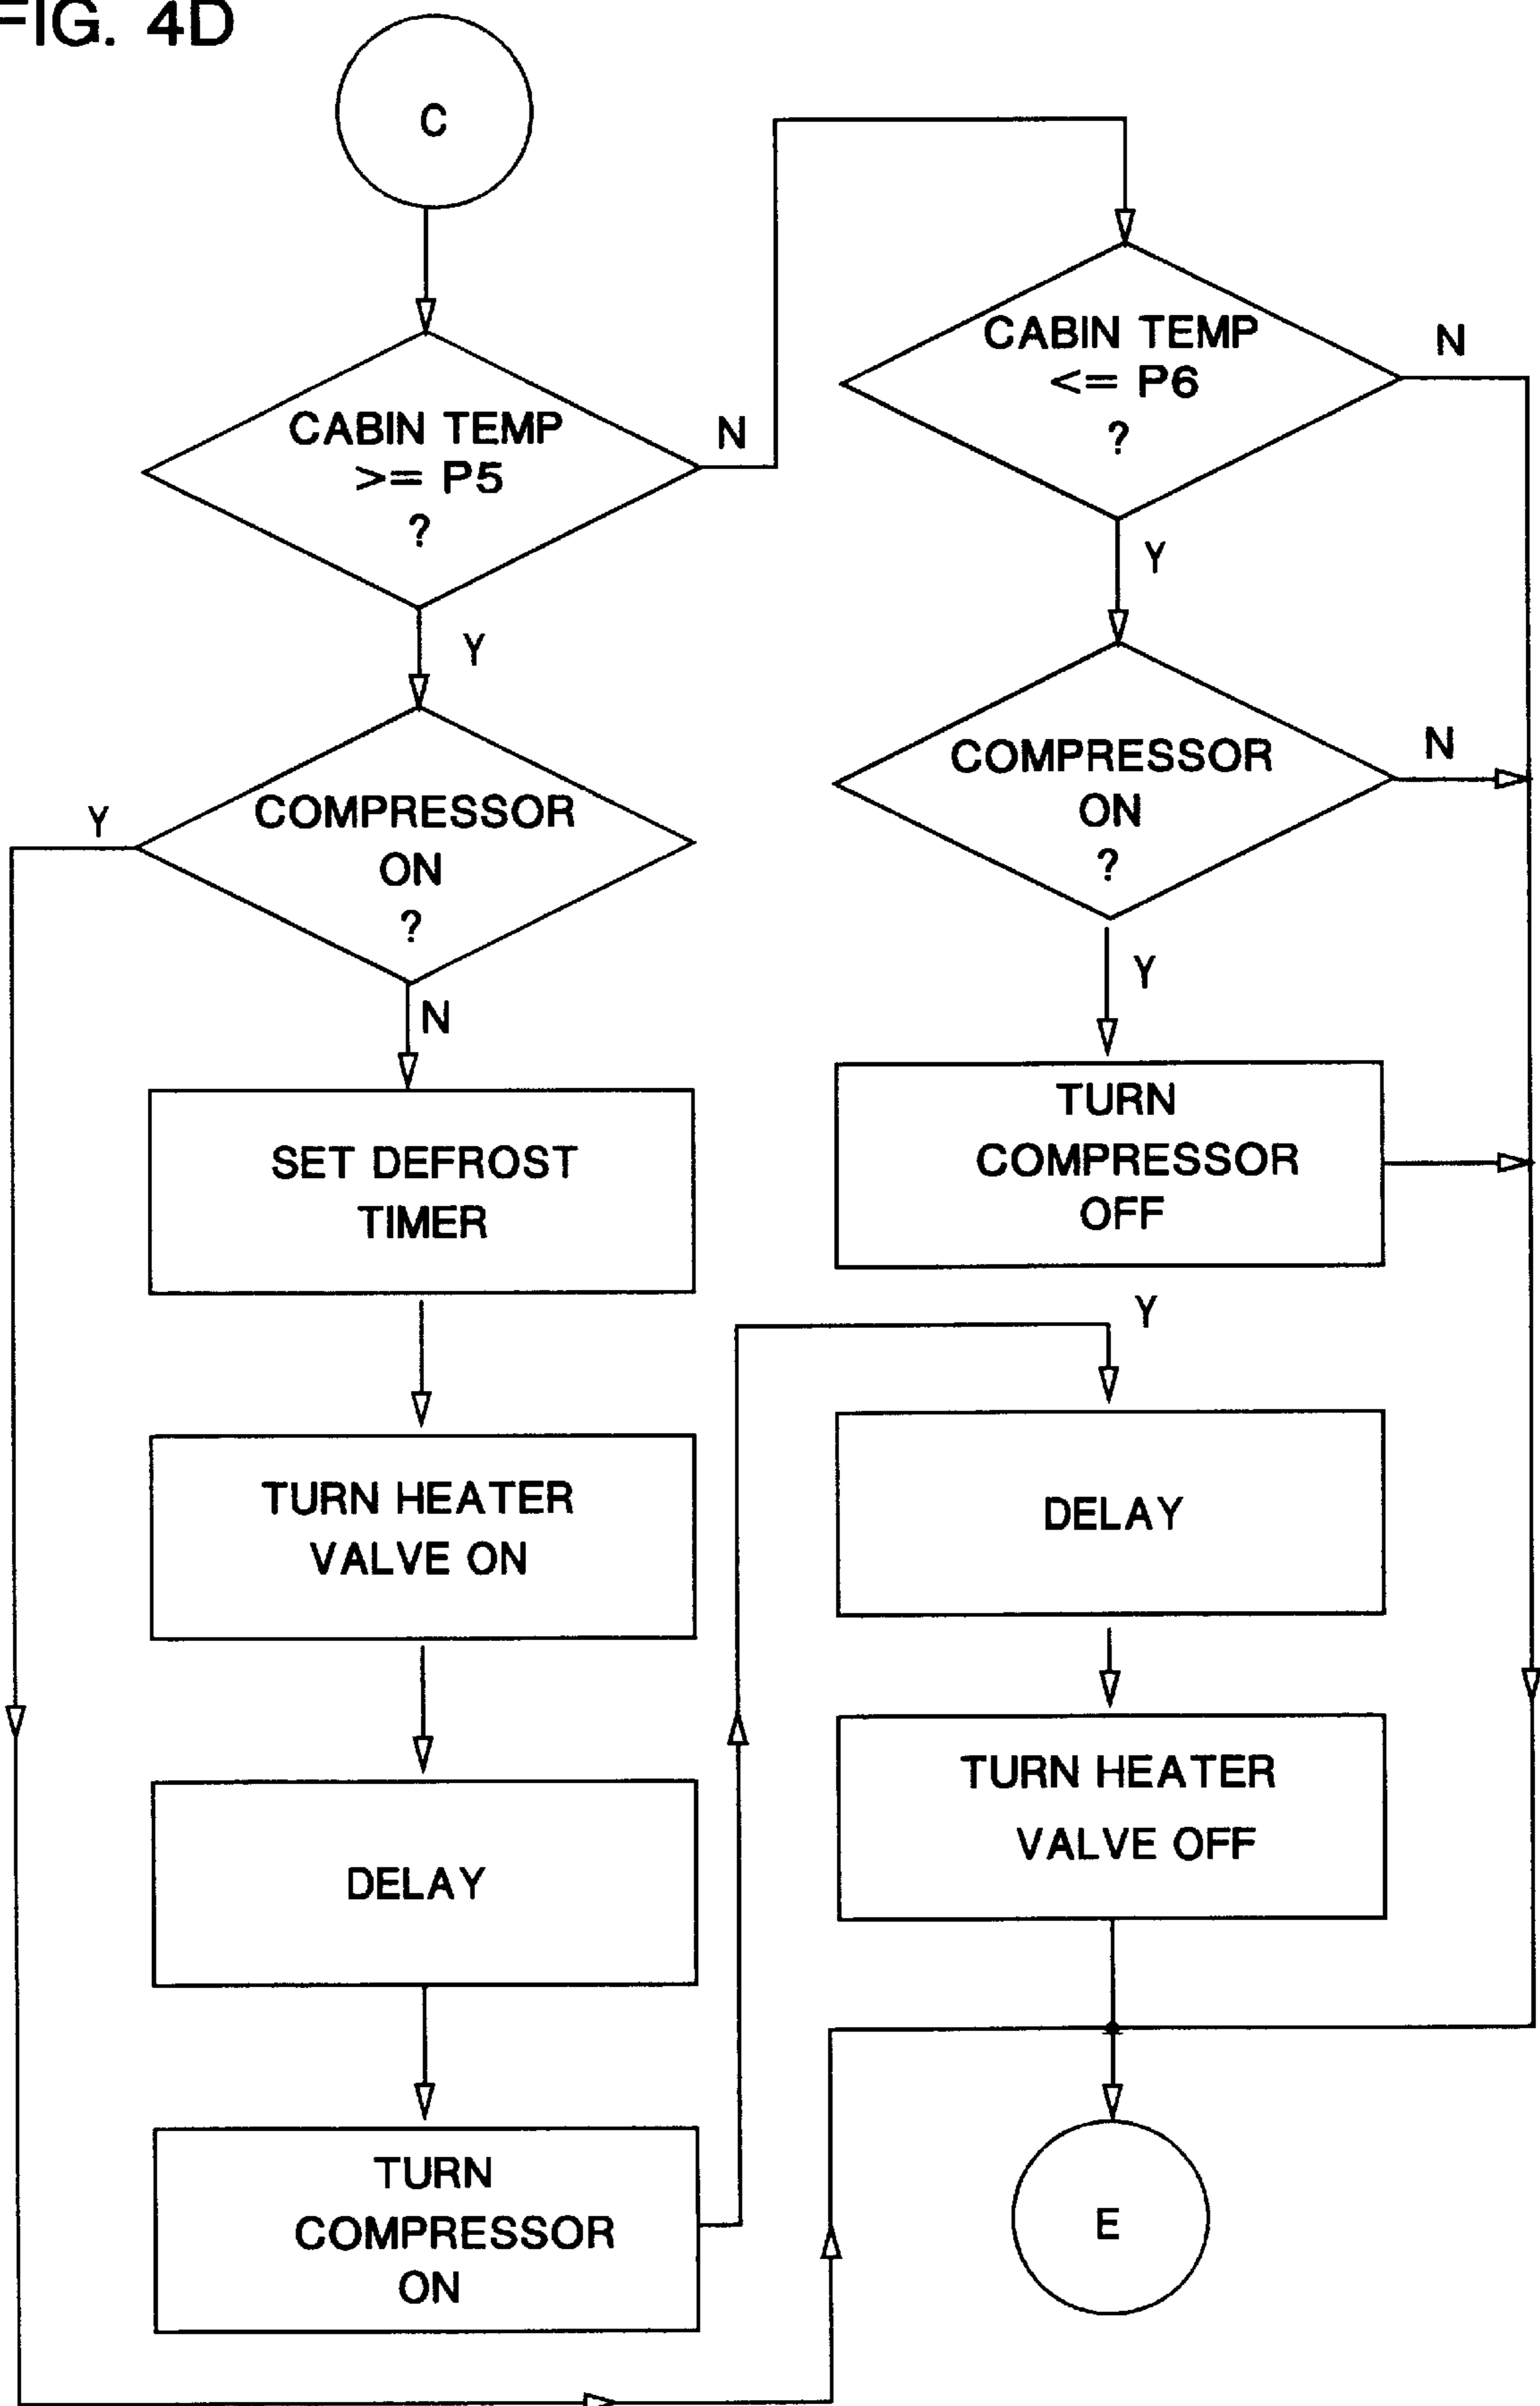 FIG. 4D
C
CABIN TEMP
>= P5
?
N
Y
COMPRESSOR
ON
?
Y
N
SET DEFROST
TIMER
TURN HEATER
VALVE ON
DELAY
TURN
COMPRESSOR
ON
CABIN TEMP
<= P6
?
N
Y
COMPRESSOR
ON
?
N
Y
TURN
COMPRESSOR
OFF
Y
DELAY
TURN HEATER
VALVE OFF
E